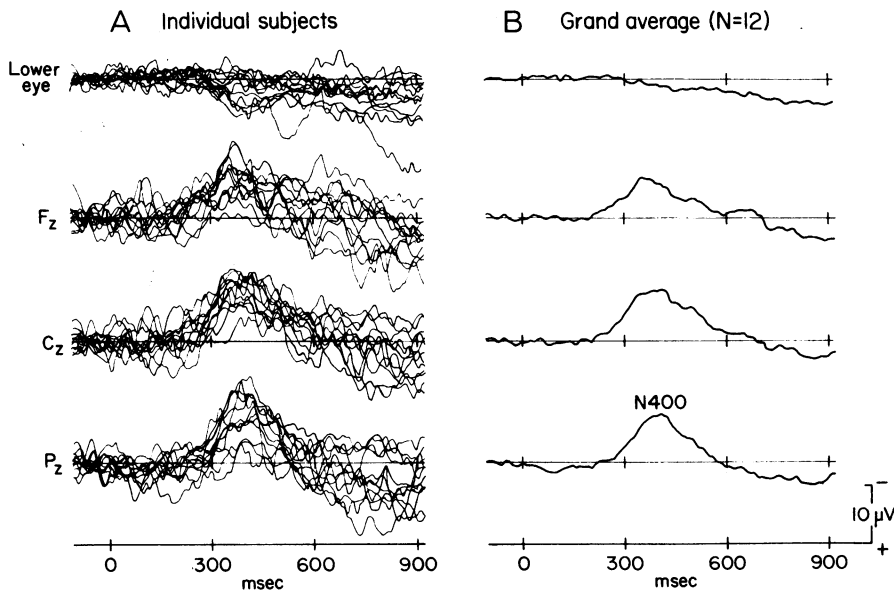 A Individual subjects
B Grand average (N=12)
Lower
eye
Fz
Cz
Pz
N400
−
10 µV
+
0 300 600 900
msec
0 300 600 900
msec